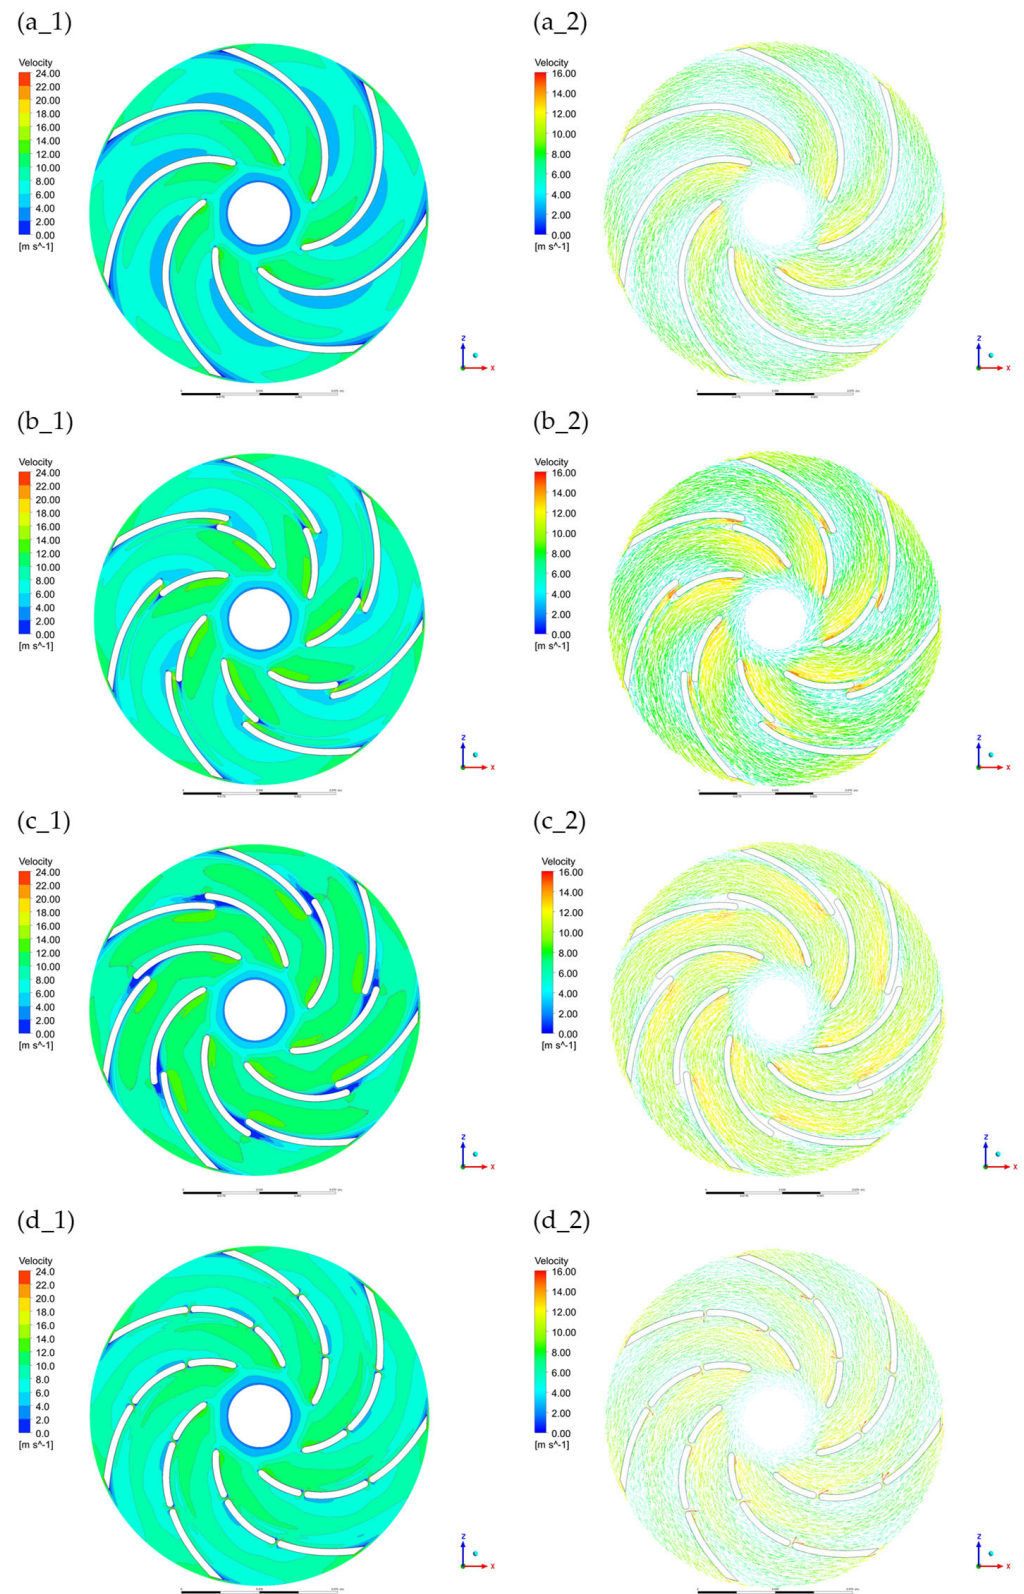 (a_1)
(a_2)
Velocity
24.00
22.00
20.00
18.00
16.00
14.00
12.00
10.00
8.00
6.00
4.00
2.00
0.00
[m s^-1]
Z
X
Velocity
16.00
14.00
12.00
10.00
8.00
6.00
4.00
2.00
0.00
[m s^-1]
Z
X
(b_1)
(b_2)
Velocity
24.00
22.00
20.00
18.00
16.00
14.00
12.00
10.00
8.00
6.00
4.00
2.00
0.00
[m s^-1]
Z
X
Velocity
16.00
14.00
12.00
10.00
8.00
6.00
4.00
2.00
0.00
[m s^-1]
Z
X
(c_1)
(c_2)
Velocity
24.00
22.00
20.00
18.00
16.00
14.00
12.00
10.00
8.00
6.00
4.00
2.00
0.00
[m s^-1]
Z
X
Velocity
16.00
14.00
12.00
10.00
8.00
6.00
4.00
2.00
0.00
[m s^-1]
Z
X
(d_1)
(d_2)
Velocity
24.0
22.0
20.0
18.0
16.0
14.0
12.0
10.0
8.0
6.0
4.0
2.0
0.0
[m s^-1]
Z
X
Velocity
16.00
14.00
12.00
10.00
8.00
6.00
4.00
2.00
0.00
[m s^-1]
Z
X